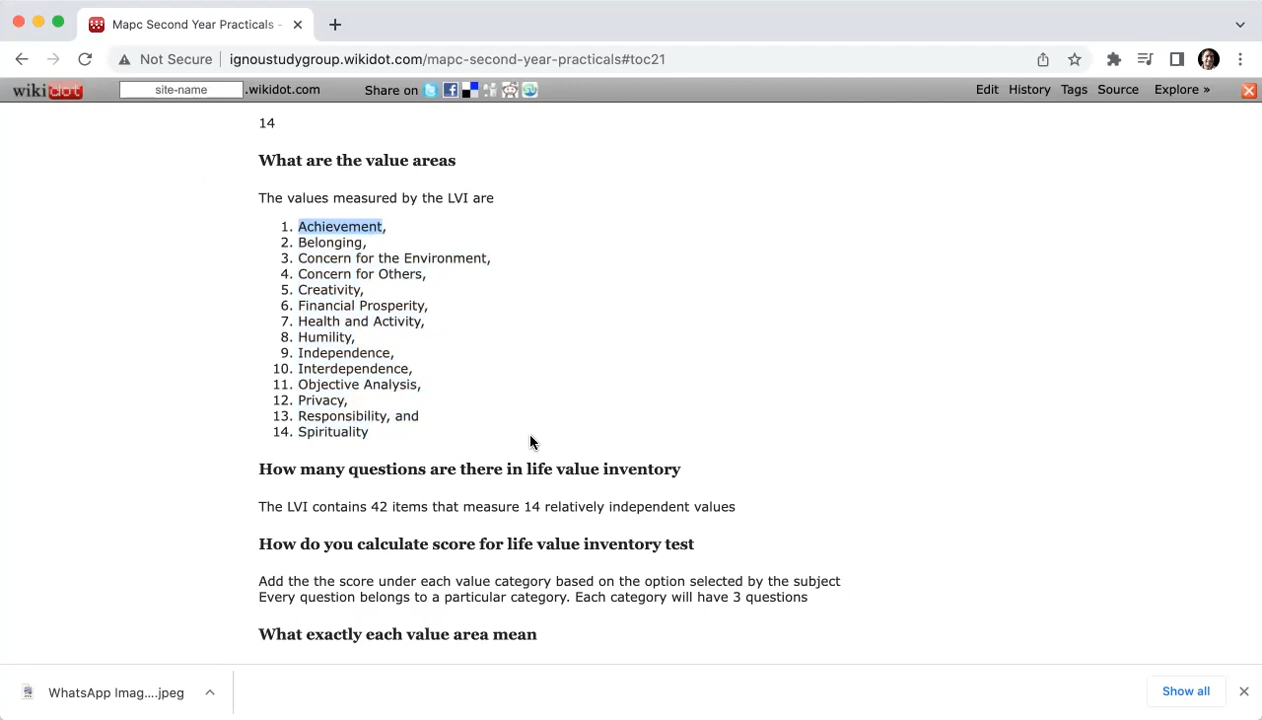 Mapc Second Year Practicals -
Not Secure
ignoustudygroup.wikidot.com/mapc-second-year-practicals#toc21
wikidot
site-name
.wikidot.com
Share on
Edit History Tags Source Explore »
14
What are the value areas
The values measured by the LVI are
1. Achievement,
2. Belonging,
3. Concern for the Environment,
4. Concern for Others,
5. Creativity,
6. Financial Prosperity,
7. Health and Activity,
8. Humility,
9. Independence,
10. Interdependence,
11. Objective Analysis,
12. Privacy,
13. Responsibility, and
14. Spirituality
How many questions are there in life value inventory
The LVI contains 42 items that measure 14 relatively independent values
How do you calculate score for life value inventory test
Add the the score under each value category based on the option selected by the subject
Every question belongs to a particular category. Each category will have 3 questions
What exactly each value area mean
WhatsApp Imag....jpeg
Show all